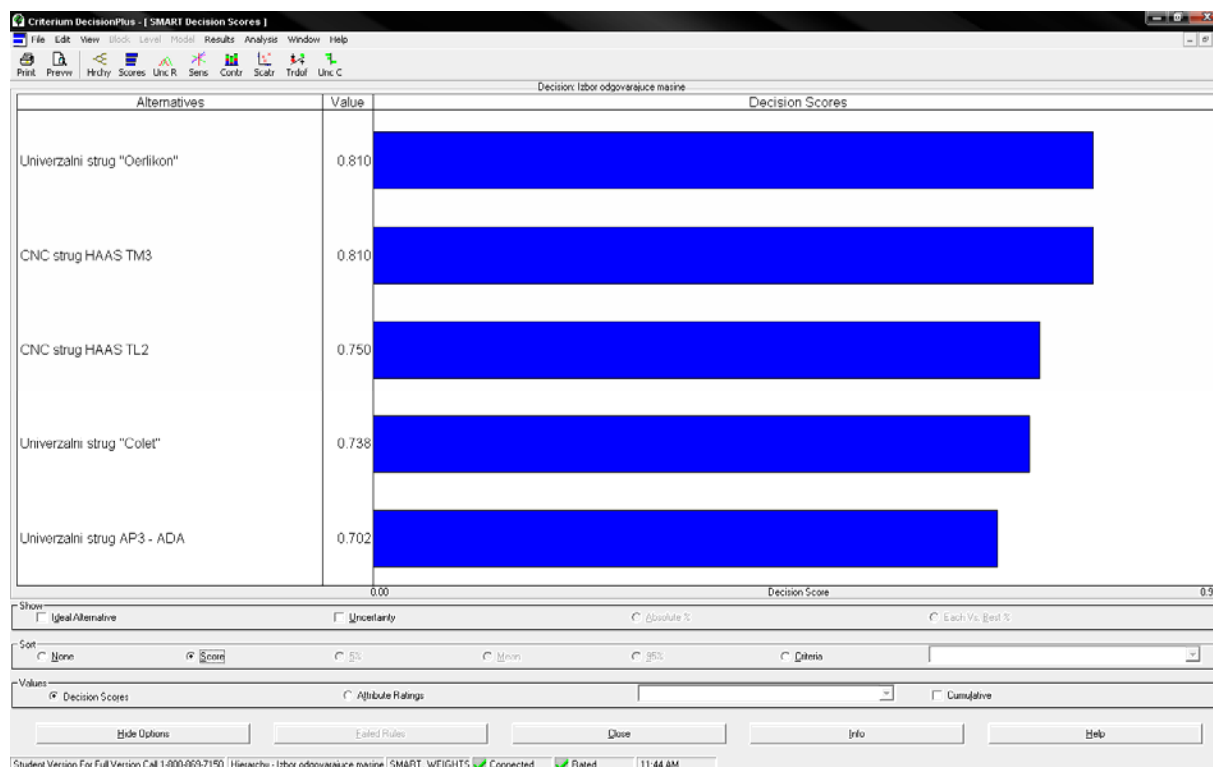 Criterium DecisionPlus - [ SMART Decision Scores ]
File Edit View Block Level Model Results Analysis Window Help
Print Prevw Hrchy Scores Unc R Sens Contr Scatr Trdof Unc C
Decision: Izbor odgovarajuce masine
Alternatives Value Decision Scores
Univerzalni strug "Oerlikon" 0.810
CNC strug HAAS TM3 0.810
CNC strug HAAS TL2 0.750
Univerzalni strug "Colet" 0.738
Univerzalni strug AP3 - ADA 0.702
0.00 Decision Score 0.9
Show
Ideal Alternative Uncertainty Absolute % Each Vs. Best %
Sort
None Score 5% Mean 95% Criteria
Values
Decision Scores Attribute Ratings Cumulative
Hide Options Failed Rules Close Info Help
Student Version For Full Version Call 1-800-869-7150 Hierarchy - Izbor odgovarajuce masine SMART WEIGHTS Connected Rated 11:44 AM